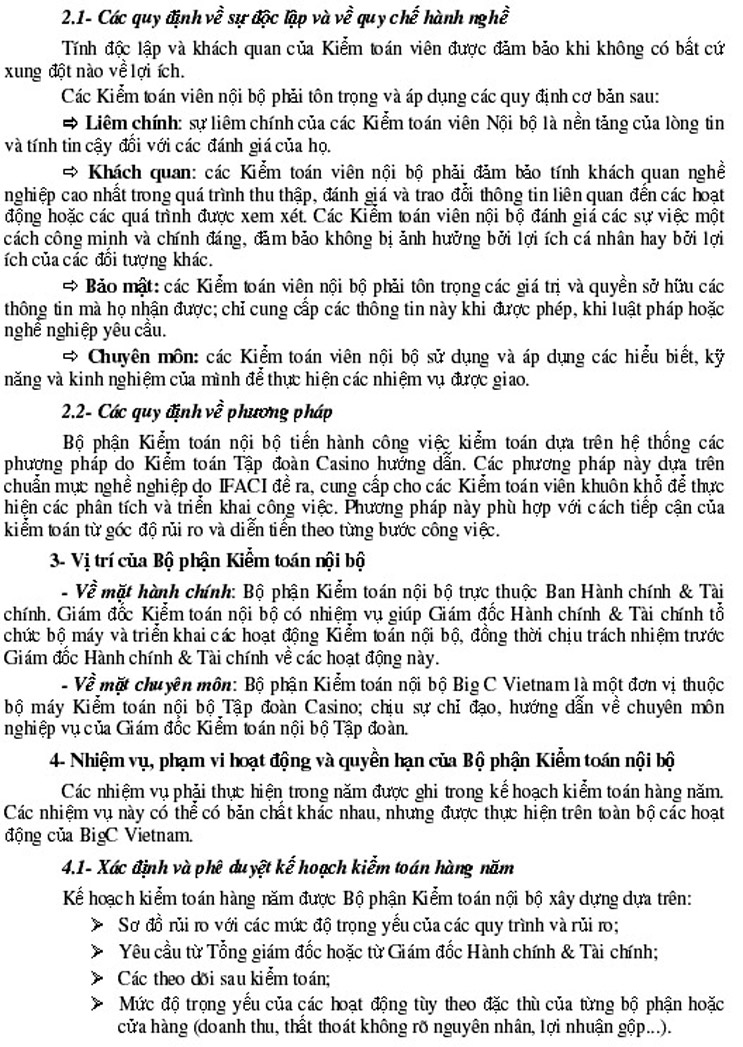 2.1- Các quy định về sự độc lập và về quy chế hành nghề
Tính độc lập và khách quan của Kiểm toán viên được đảm bảo khi không có bất cứ
xung đột nào về lợi ích.
Các Kiểm toán viên nội bộ phải tôn trọng và áp dụng các quy định cơ bản sau:
⇨ Liêm chính: sự liêm chính của các Kiểm toán viên Nội bộ là nền tảng của lòng tin
và tính tin cậy đối với các đánh giá của họ.
⇨ Khách quan: các Kiểm toán viên nội bộ phải đảm bảo tính khách quan nghề
nghiệp cao nhất trong quá trình thu thập, đánh giá và trao đổi thông tin liên quan đến các hoạt
động hoặc các quá trình được xem xét. Các Kiểm toán viên nội bộ đánh giá các sự việc một
cách công minh và chính đáng, đảm bảo không bị ảnh hưởng bởi lợi ích cá nhân hay bởi lợi
ích của các đối tượng khác.
⇨ Bảo mật: các Kiểm toán viên nội bộ phải tôn trọng các giá trị và quyền sở hữu các
thông tin mà họ nhận được; chỉ cung cấp các thông tin này khi được phép, khi luật pháp hoặc
nghề nghiệp yêu cầu.
⇨ Chuyên môn: các Kiểm toán viên nội bộ sử dụng và áp dụng các hiểu biết, kỹ
năng và kinh nghiệm của mình để thực hiện các nhiệm vụ được giao.
2.2- Các quy định về phương pháp
Bộ phận Kiểm toán nội bộ tiến hành công việc kiểm toán dựa trên hệ thống các
phương pháp do Kiểm toán Tập đoàn Casino hướng dẫn. Các phương pháp này dựa trên
chuẩn mực nghề nghiệp do IFACI đề ra, cung cấp cho các Kiểm toán viên khuôn khổ để thực
hiện các phân tích và triển khai công việc. Phương pháp này phù hợp với cách tiếp cận của
kiểm toán từ góc độ rủi ro và diễn tiến theo từng bước công việc.
3- Vị trí của Bộ phận Kiểm toán nội bộ
- Về mặt hành chính: Bộ phận Kiểm toán nội bộ trực thuộc Ban Hành chính & Tài
chính. Giám đốc Kiểm toán nội bộ có nhiệm vụ giúp Giám đốc Hành chính & Tài chính tổ
chức bộ máy và triển khai các hoạt động Kiểm toán nội bộ, đồng thời chịu trách nhiệm trước
Giám đốc Hành chính & Tài chính về các hoạt động này.
- Về mặt chuyên môn: Bộ phận Kiểm toán nội bộ Big C Vietnam là một đơn vị thuộc
bộ máy Kiểm toán nội bộ Tập đoàn Casino; chịu sự chỉ đạo, hướng dẫn về chuyên môn
nghiệp vụ của Giám đốc Kiểm toán nội bộ Tập đoàn.
4- Nhiệm vụ, phạm vi hoạt động và quyền hạn của Bộ phận Kiểm toán nội bộ
Các nhiệm vụ phải thực hiện trong năm được ghi trong kế hoạch kiểm toán hàng năm.
Các nhiệm vụ này có thể có bản chất khác nhau, nhưng được thực hiện trên toàn bộ các hoạt
động của BigC Vietnam.
4.1- Xác định và phê duyệt kế hoạch kiểm toán hàng năm
Kế hoạch kiểm toán hàng năm được Bộ phận Kiểm toán nội bộ xây dựng dựa trên:
➢ Sơ đồ rủi ro với các mức độ trọng yếu của các quy trình và rủi ro;
➢ Yêu cầu từ Tổng giám đốc hoặc từ Giám đốc Hành chính & Tài chính;
➢ Các theo dõi sau kiểm toán;
➢ Mức độ trọng yếu của các hoạt động tùy theo đặc thù của từng bộ phận hoặc
cửa hàng (doanh thu, thất thoát không rõ nguyên nhân, lợi nhuận gộp...).